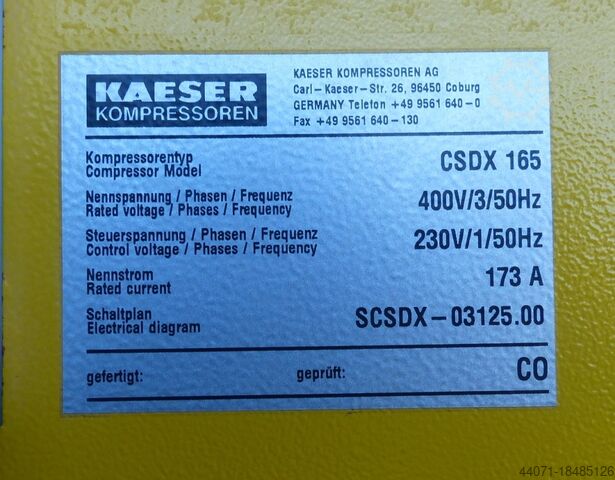 KAESER
KOMPRESSOREN
KAESER KOMPRESSOREN AG
Carl-Kaeser-Str. 26, 96450 Coburg
GERMANY Telefon +49 9561 640-0
Fax +49 9561 640-130
Kompressorentyp
Compressor Model
CSDX 165
Nennspannung / Phasen / Frequenz
Rated voltage / Phases / Frequency
400V/3/50Hz
Steuerspannung / Phasen / Frequenz
Control voltage / Phases / Frequency
230V/1/50Hz
Nennstrom
Rated current
173 A
Schaltplan
Electrical diagram
SCSDX-03125.00
gefertigt: geprüft: CO
44071-18485126